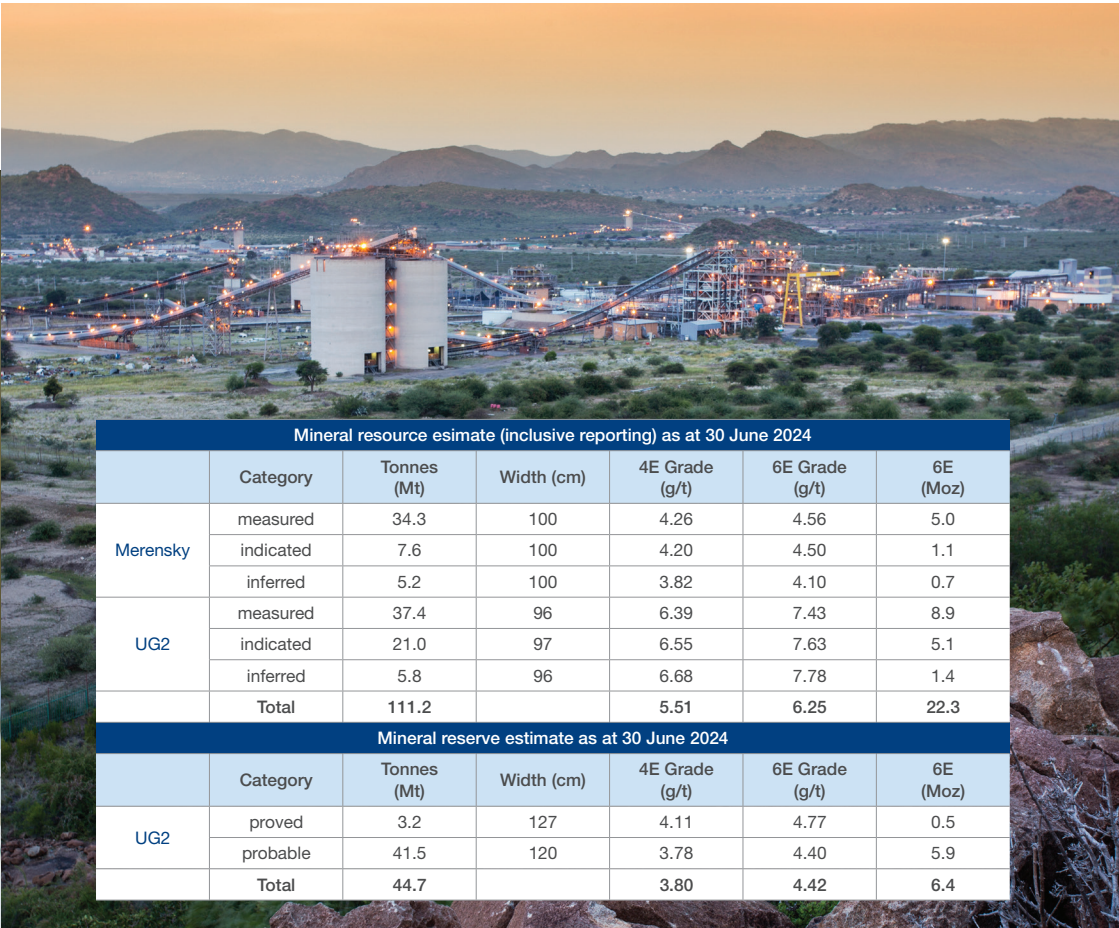 Mineral resource esimate (inclusive reporting) as at 30 June 2024
Category Tonnes (Mt) Width (cm) 4E Grade (g/t) 6E Grade (g/t) 6E (Moz)
Merensky measured 34.3 100 4.26 4.56 5.0
indicated 7.6 100 4.20 4.50 1.1
inferred 5.2 100 3.82 4.10 0.7
UG2 measured 37.4 96 6.39 7.43 8.9
indicated 21.0 97 6.55 7.63 5.1
inferred 5.8 96 6.68 7.78 1.4
Total 111.2 5.51 6.25 22.3
Mineral reserve estimate as at 30 June 2024
Category Tonnes (Mt) Width (cm) 4E Grade (g/t) 6E Grade (g/t) 6E (Moz)
UG2 proved 3.2 127 4.11 4.77 0.5
probable 41.5 120 3.78 4.40 5.9
Total 44.7 3.80 4.42 6.4